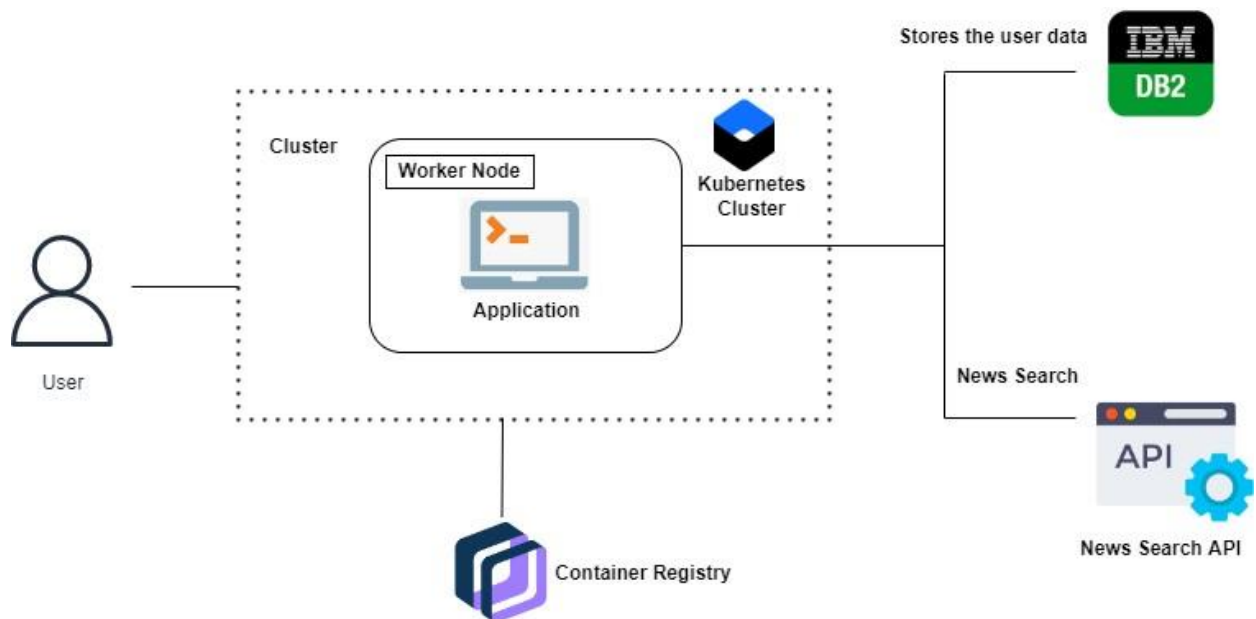 Stores the user data
IBM
DB2
Cluster
Worker Node
Kubernetes
Cluster
Application
User
News Search
API
News Search API
Container Registry